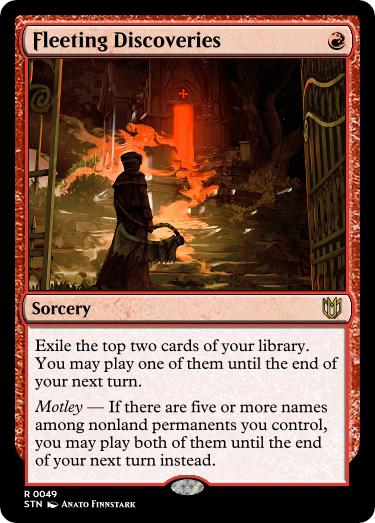 Fleeting Discoveries
Sorcery
Exile the top two cards of your library.
You may play one of them until the end of
your next turn.
Motley — If there are five or more names
among nonland permanents you control,
you may play both of them until the end
of your next turn instead.
R 0049
STN Anato Finnstark